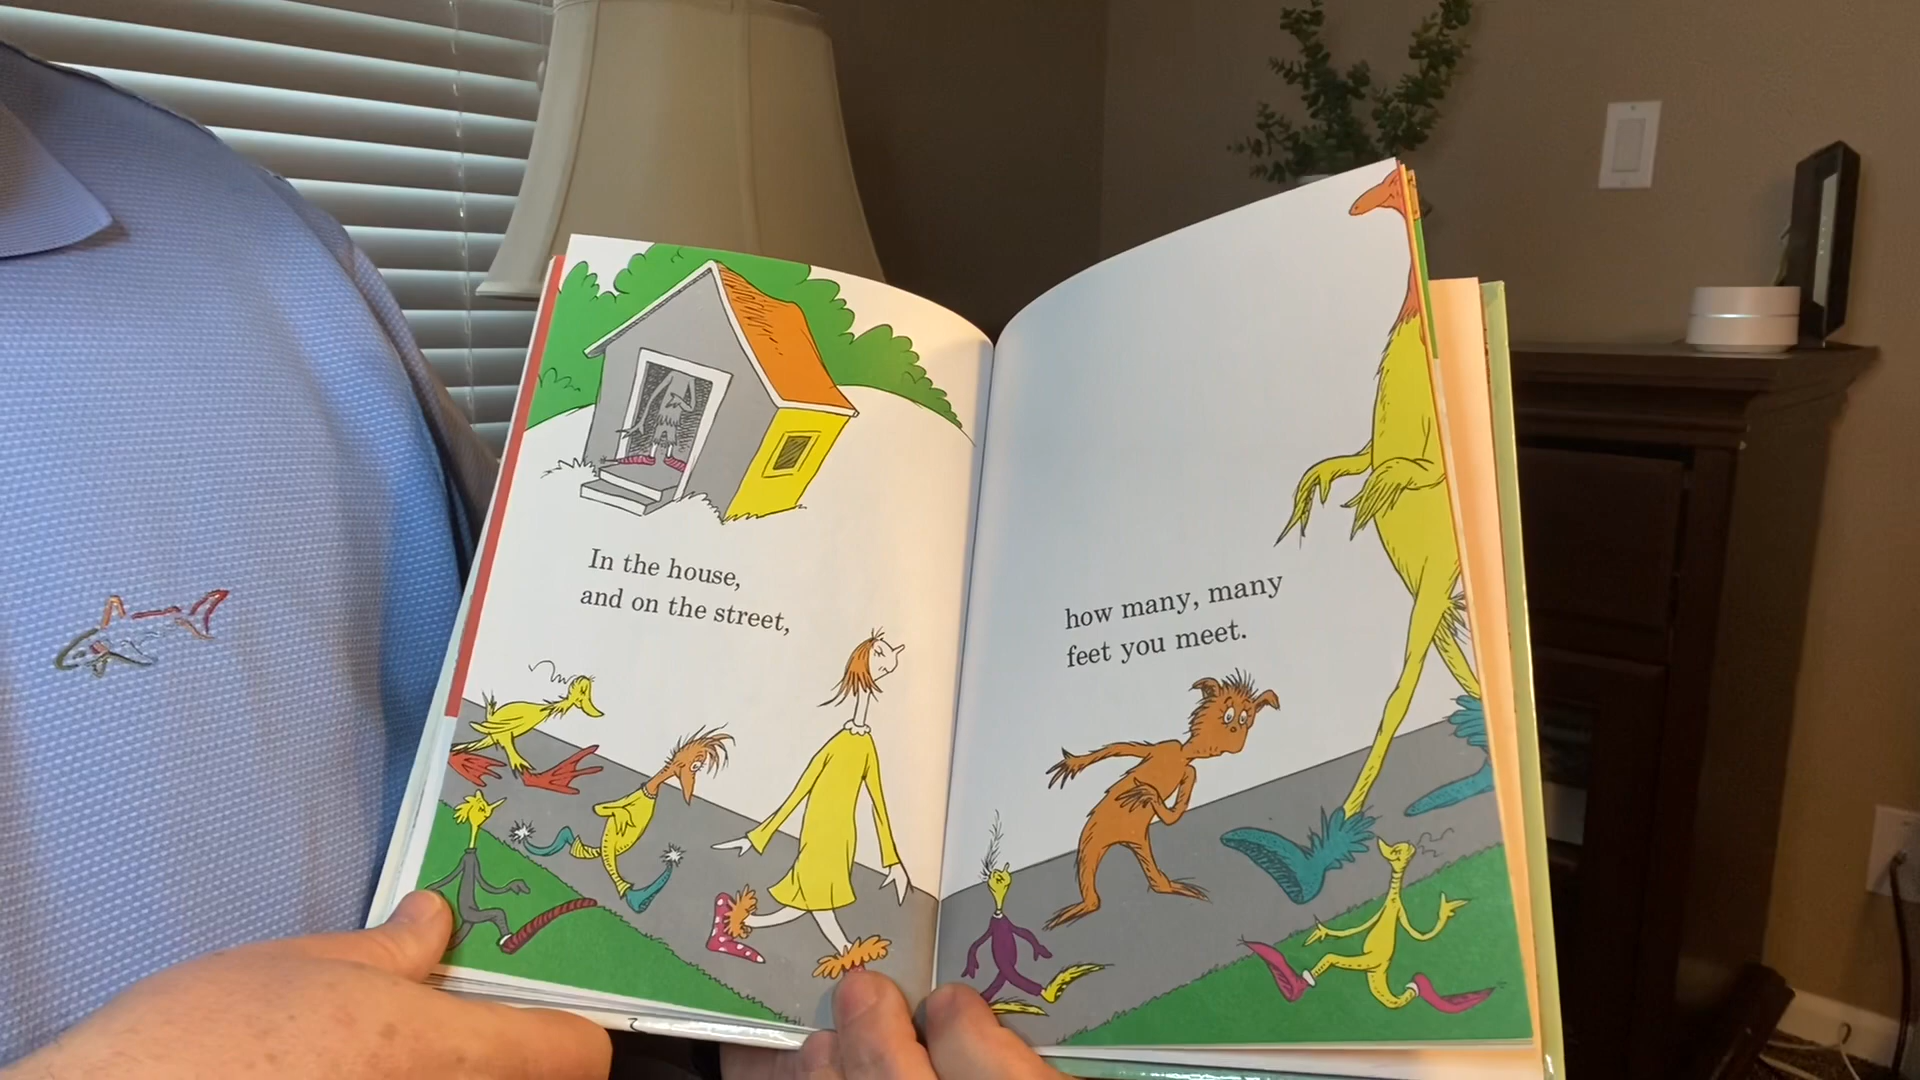 In the house,
and on the street,
how many, many
feet you meet.